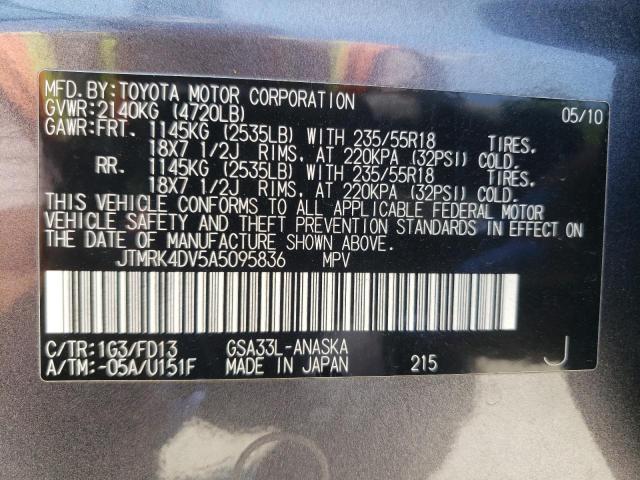 MFD. BY: TOYOTA MOTOR CORPORATION 05/10
GVWR: 2140KG (4720LB)
GAWR: FRT. 1145KG (2535LB) WITH 235/55R18 TIRES,
18X7 1/2J RIMS, AT 220KPA (32PSI) COLD.
RR. 1145KG (2535LB) WITH 235/55R18 TIRES,
18X7 1/2J RIMS, AT 220KPA (32PSI) COLD.
THIS VEHICLE CONFORMS TO ALL APPLICABLE FEDERAL MOTOR
VEHICLE SAFETY AND THEFT PREVENTION STANDARDS IN EFFECT ON
THE DATE OF MANUFACTURE SHOWN ABOVE.
JTMRK4DV5A5095836 MPV
C/TR: 1G3/FD13 GSA33L-ANASKA
A/TM: -05A/U151F MADE IN JAPAN 215 J